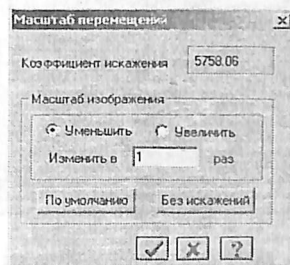 Масштаб перемещений
Коэффициент искажения 5758.06
Масштаб изображения
Уменьшить Увеличить
Изменить в 1 раз
По умолчанию Без искажений